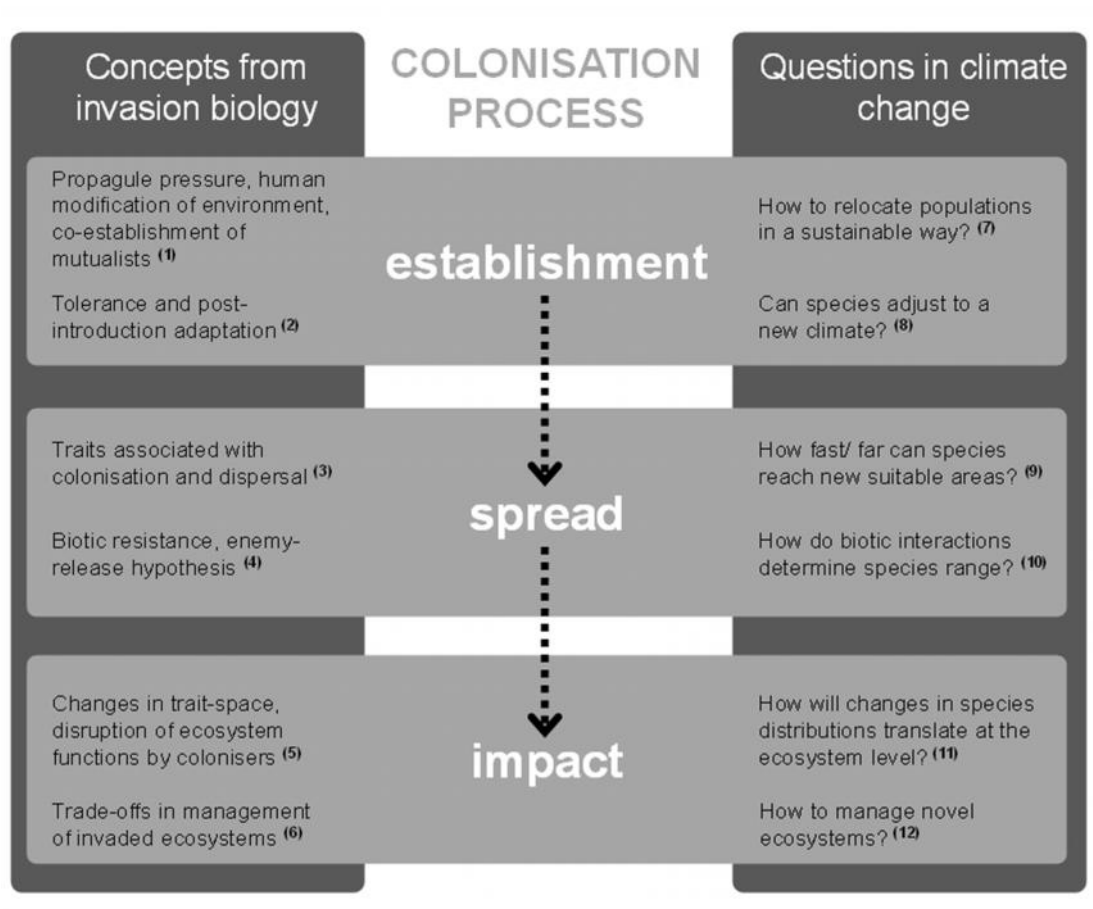 Concepts from
invasion biology
COLONISATION
PROCESS
Questions in climate
change
Propagule pressure, human
modification of environment,
co-establishment of
mutualists (1)
Tolerance and post-
introduction adaptation (2)
establishment
How to relocate populations
in a sustainable way? (7)
Can species adjust to a
new climate? (8)
Traits associated with
colonisation and dispersal (3)
Biotic resistance, enemy-
release hypothesis (4)
spread
How fast/ far can species
reach new suitable areas? (9)
How do biotic interactions
determine species range? (10)
Changes in trait-space,
disruption of ecosystem
functions by colonisers (5)
Trade-offs in management
of invaded ecosystems (6)
impact
How will changes in species
distributions translate at the
ecosystem level? (11)
How to manage novel
ecosystems? (12)